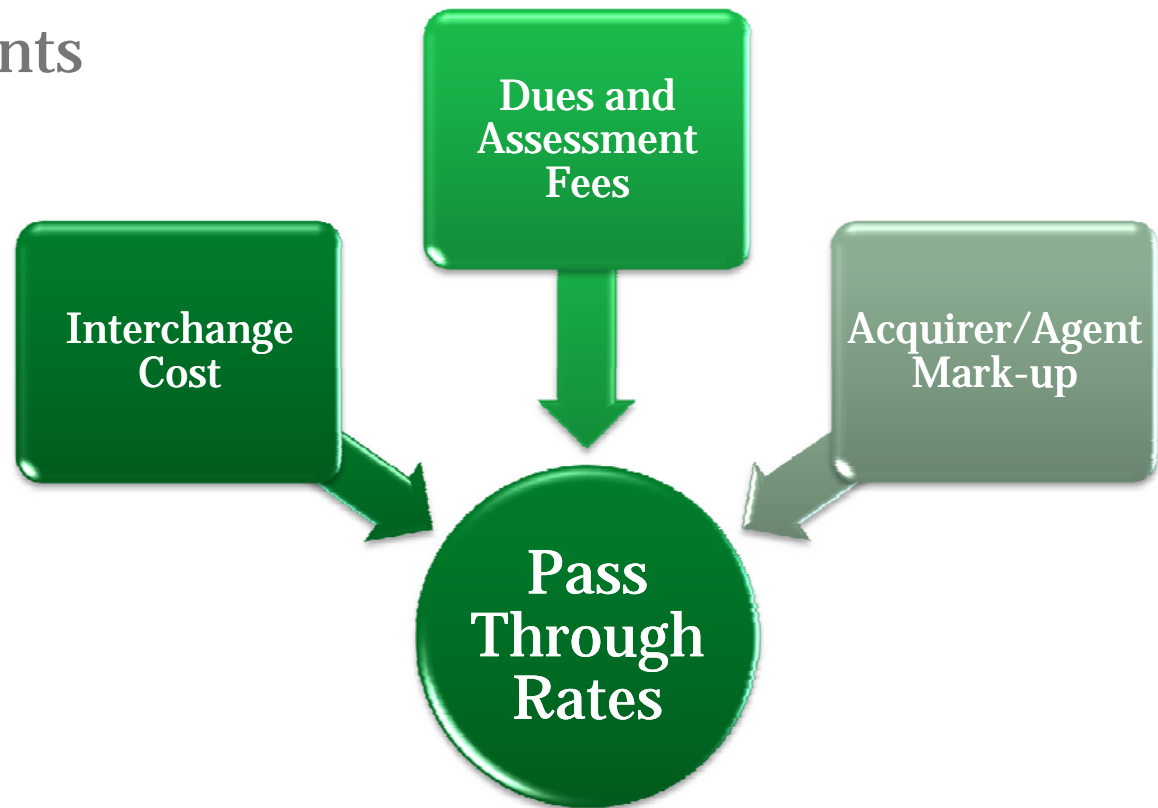 nts
Dues and
Assessment
Fees
Interchange
Cost
Acquirer/Agent
Mark-up
Pass
Through
Rates